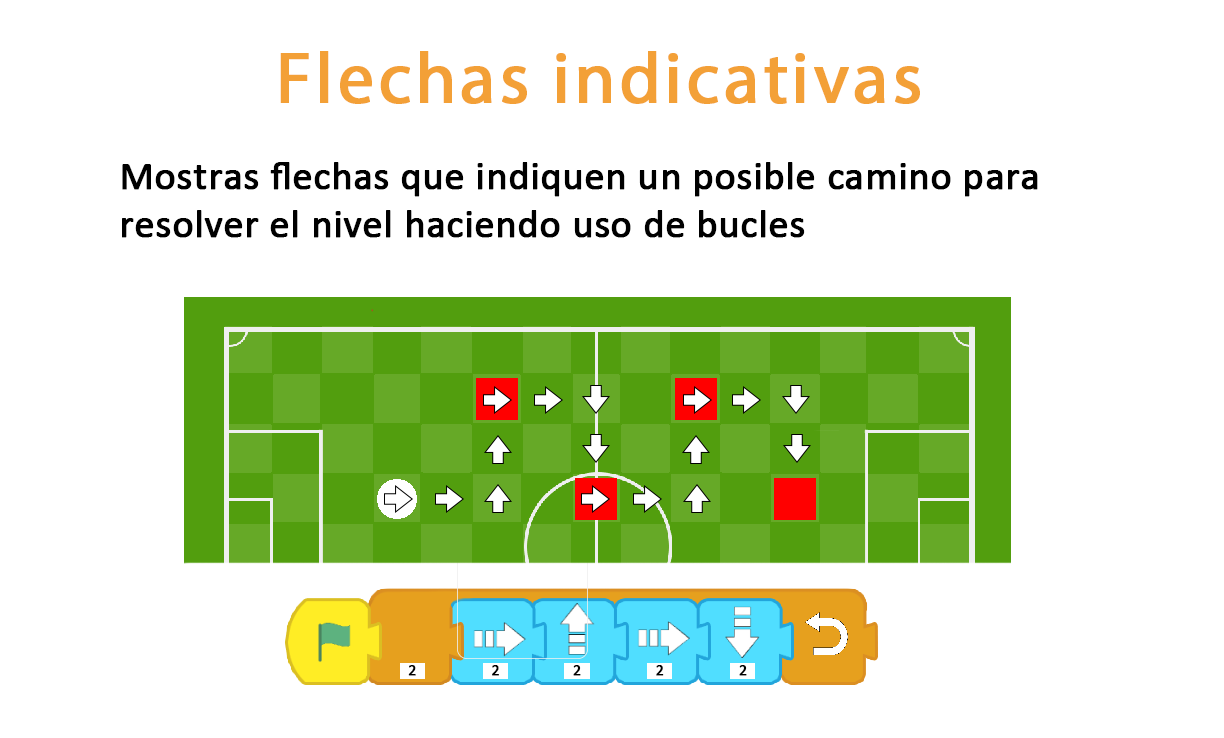 Flechas indicativas
Mostras flechas que indiquen un posible camino para
resolver el nivel haciendo uso de bucles
2 2 2 2 2